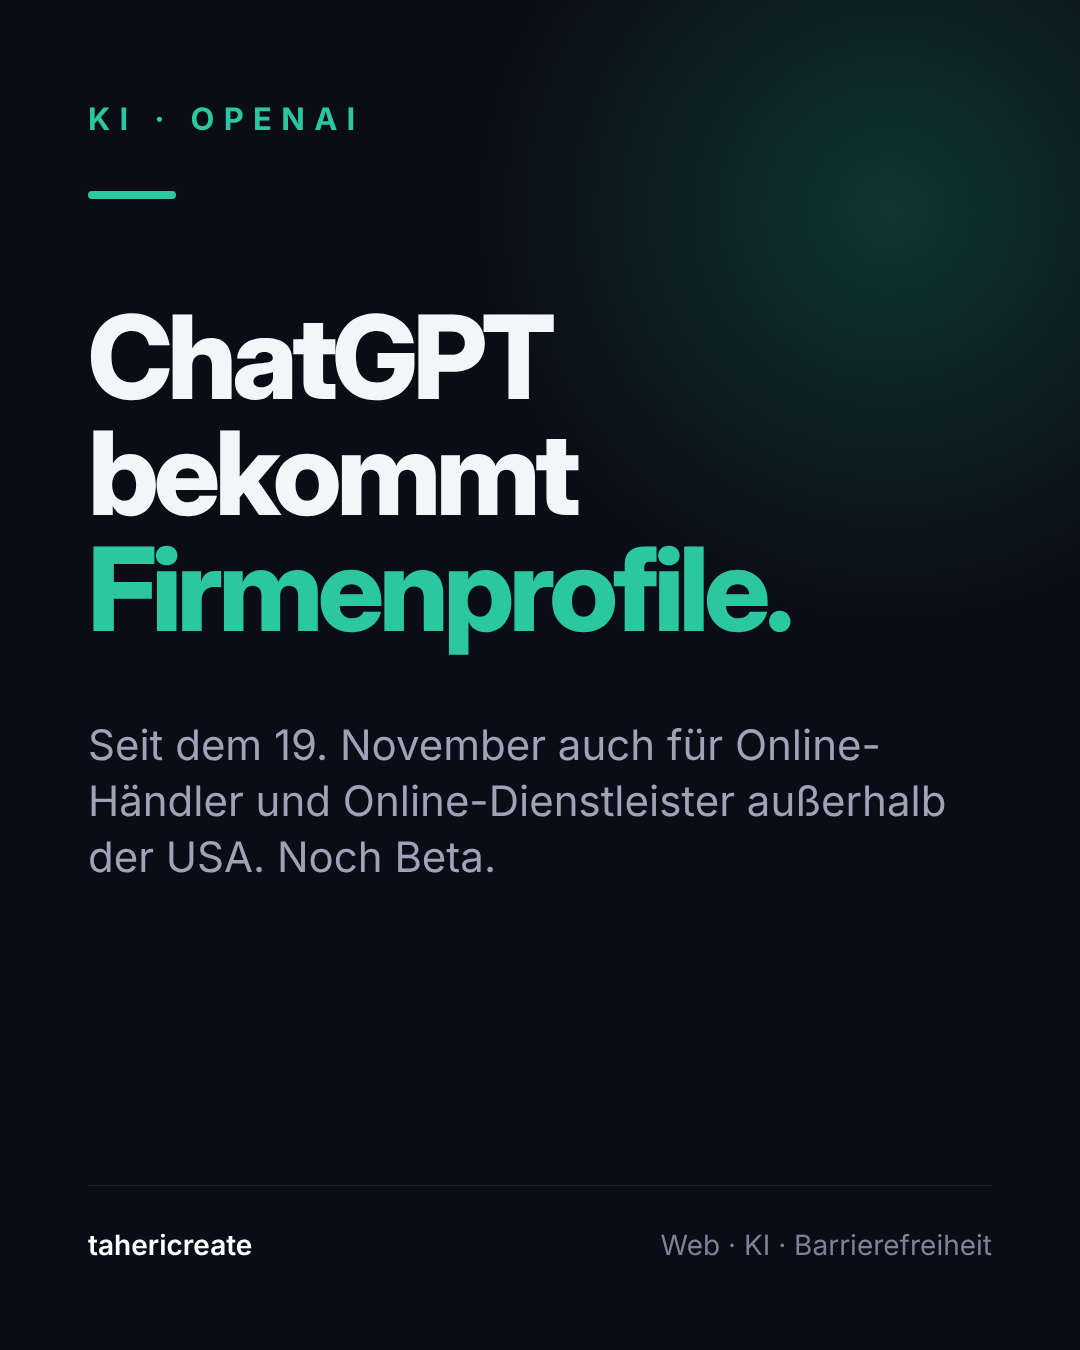 KI · OPENAI
ChatGPT
bekommt
Firmenprofile.
Seit dem 19. November auch für Online-
Händler und Online-Dienstleister außerhalb
der USA. Noch Beta.
tahericreate
Web · KI · Barrierefreiheit